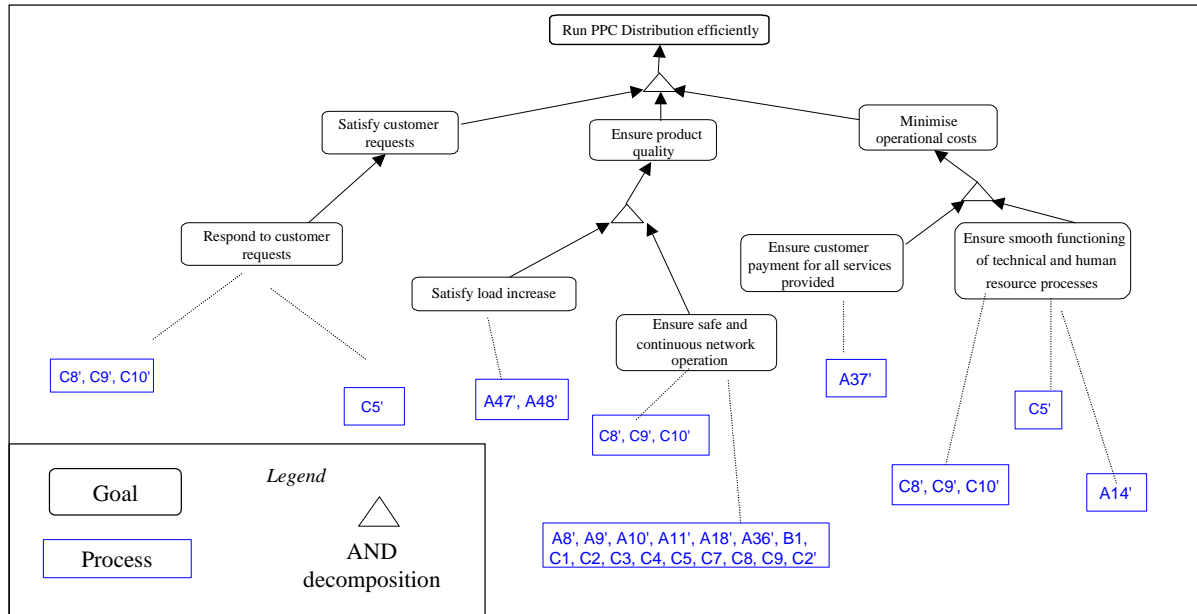 Run PPC Distribution efficiently
Satisfy customer
requests
Ensure product
quality
Minimise
operational costs
Respond to customer
requests
Satisfy load increase
Ensure safe and
continuous network
operation
Ensure customer
payment for all services
provided
Ensure smooth functioning
of technical and human
resource processes
C8', C9', C10'
C5'
A47', A48'
C8', C9', C10'
A8', A9', A10', A11', A18', A36', B1,
C1, C2, C3, C4, C5, C7, C8, C9, C2'
A37'
C8', C9', C10'
C5'
A14'
Legend
Goal
Process
AND
decomposition